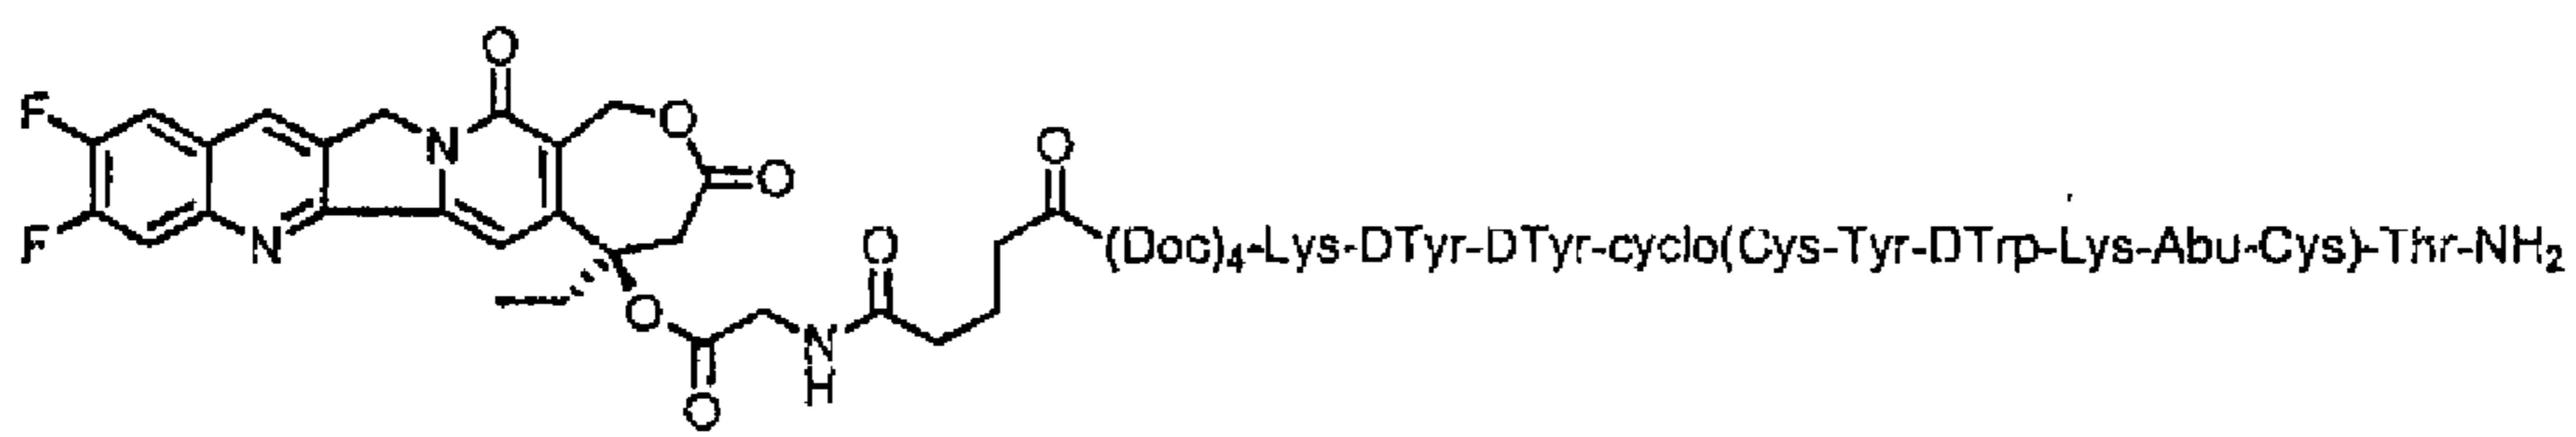 O
F
O
N
O
O
F
N
O
O
(Doc)4-Lys-DTyr-DTyr-cyclo(Cys-Tyr-DTrp-Lys-Abu-Cys)-Thr-NH2
O
N
H
O